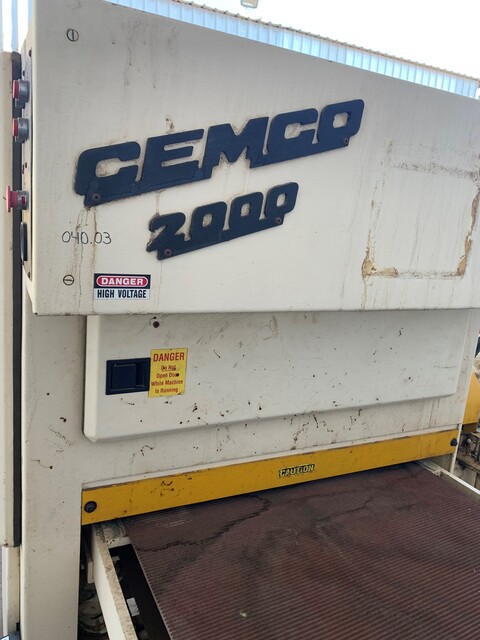 CEMCO
2000
040.03
DANGER
HIGH VOLTAGE
DANGER
Do Not
Open Door
While Machine
Is Running
CAUTION